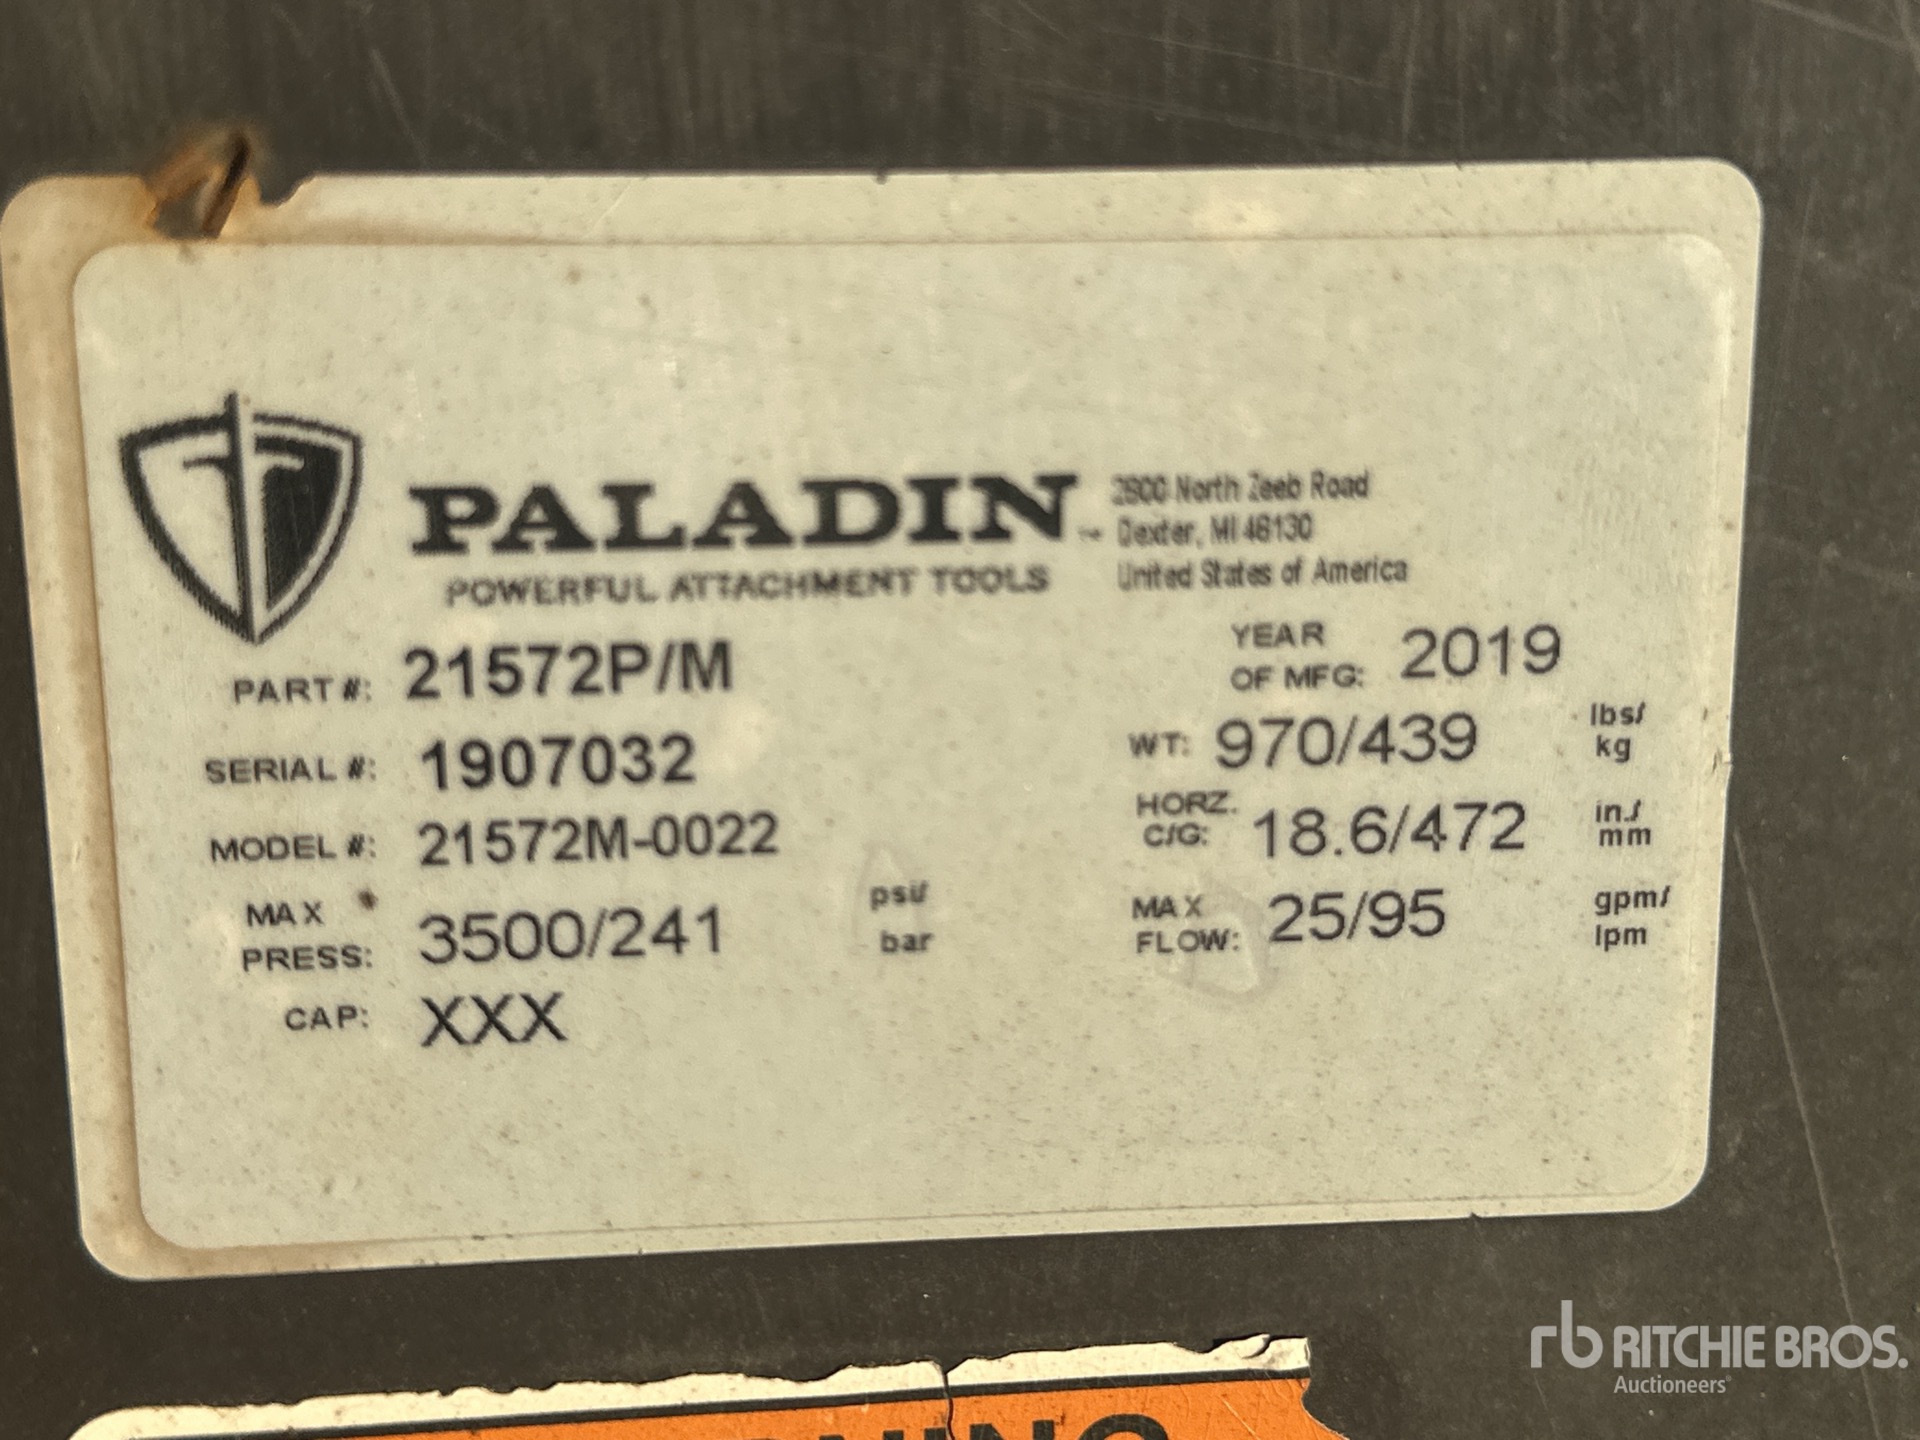 PALADIN
POWERFUL ATTACHMENT TOOLS
2800 North Zeeb Road
Dexter, MI 48130
United States of America
PART #: 21572P/M
SERIAL #: 1907032
MODEL #: 21572M-0022
MAX
PRESS: 3500/241 psi/
bar
CAP: XXX
YEAR
OF MFG: 2019
WT: 970/439 lbs/
kg
HORZ.
C/G: 18.6/472 in./
mm
MAX
FLOW: 25/95 gpm/
lpm
rb RITCHIE BROS.
Auctioneers